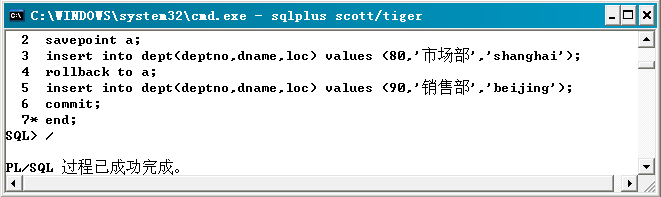 C:\WINDOWS\system32\cmd.exe - sqlplus scott/tiger
2 savepoint a;
3 insert into dept(deptno,dname,loc) values (80,'市场部','shanghai');
4 rollback to a;
5 insert into dept(deptno,dname,loc) values (90,'销售部','beijing');
6 commit;
7* end;
SQL> /
PL/SQL 过程已成功完成。